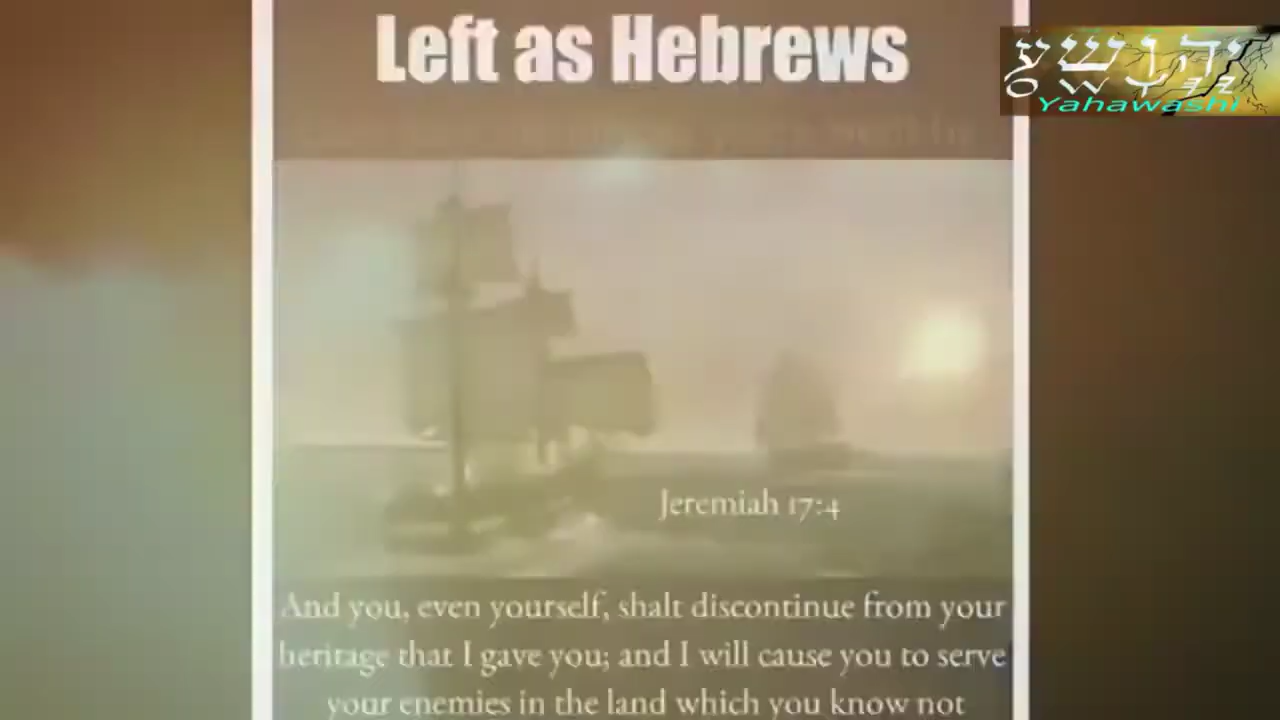 Left as Hebrews
יהושע
Yahawashi
Jeremiah 17:4
And you, even yourself, shalt discontinue from your
heritage that I gave you; and I will cause you to serve
your enemies in the land which you know not